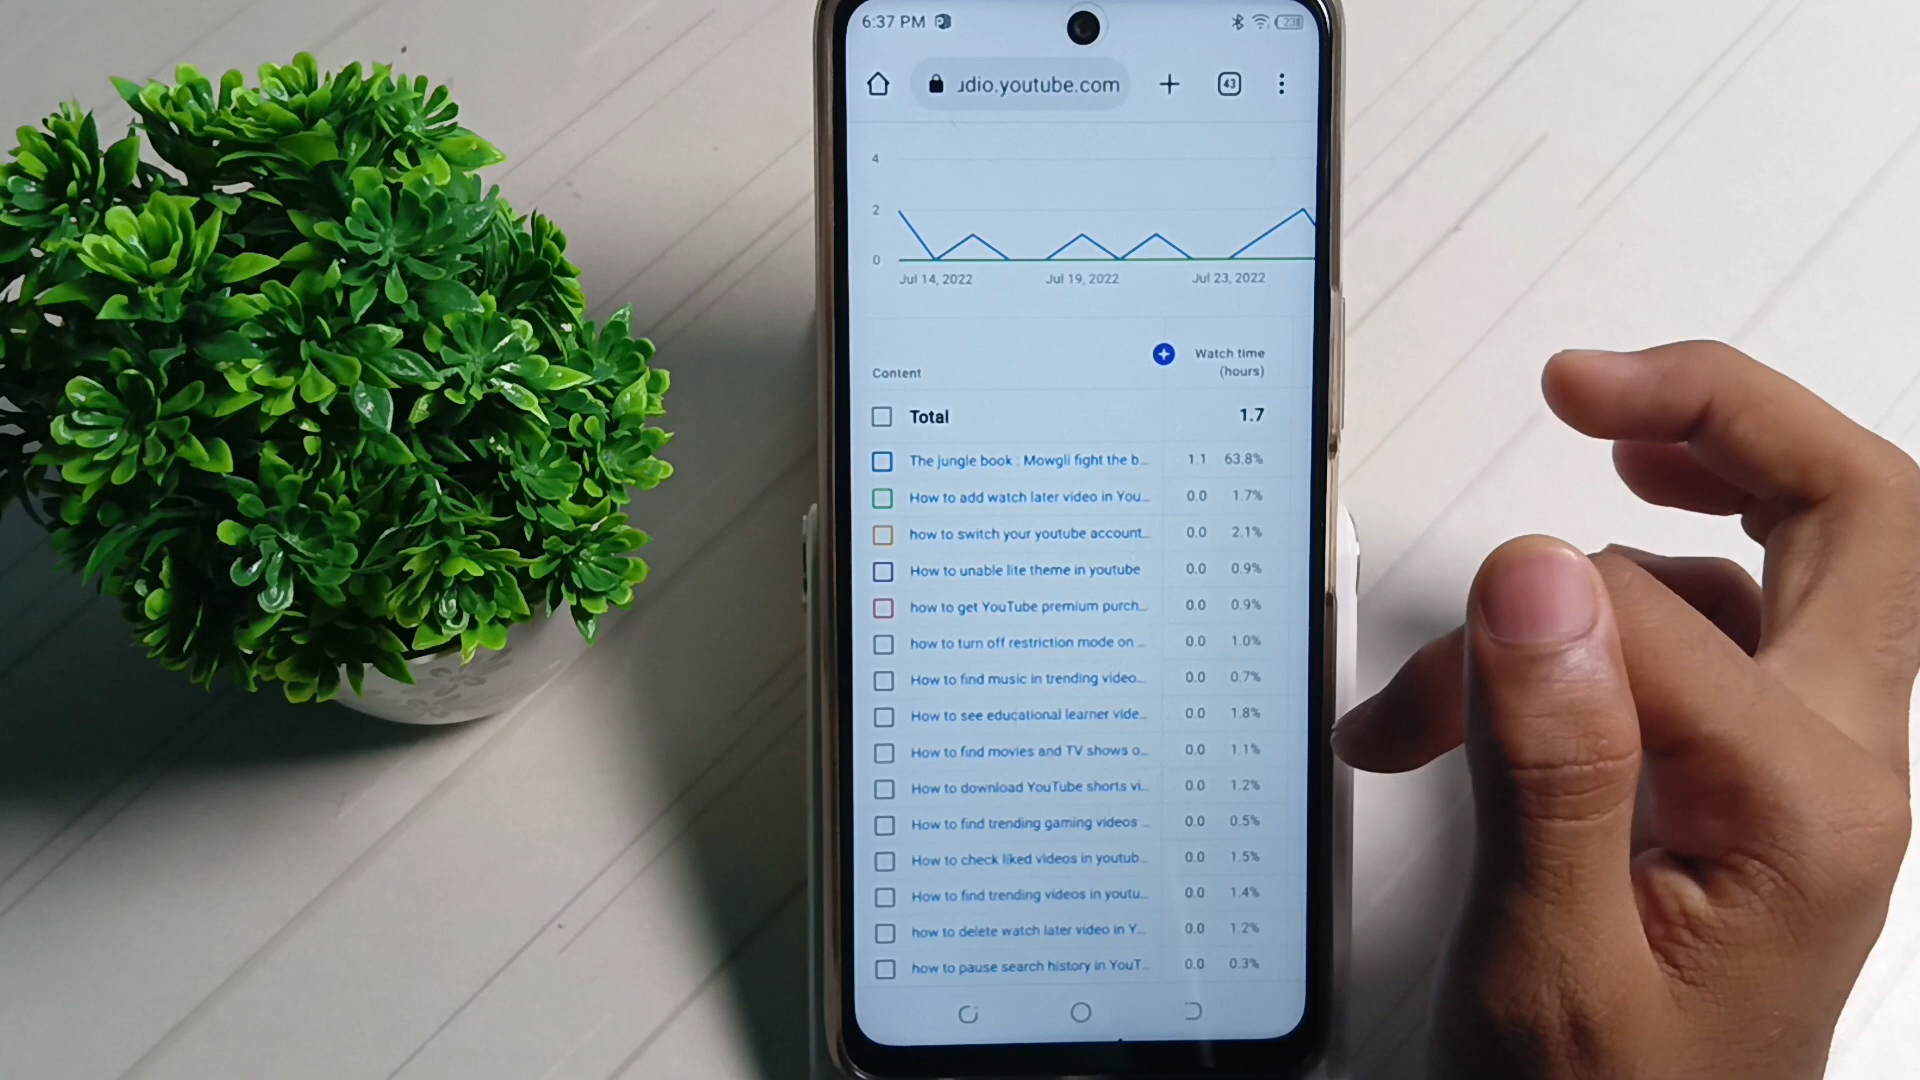 6:37 PM
udio.youtube.com
43
4
2
0
Jul 14, 2022 Jul 19, 2022 Jul 23, 2022
Content Watch time (hours)
Total 1.7
The jungle book : Mowgli fight the b... 1.1 63.8%
How to add watch later video in You... 0.0 1.7%
how to switch your youtube account... 0.0 2.1%
How to unable lite theme in youtube 0.0 0.9%
how to get YouTube premium purch... 0.0 0.9%
how to turn off restriction mode on ... 0.0 1.0%
How to find music in trending video... 0.0 0.7%
How to see educational learner vide... 0.0 1.8%
How to find movies and TV shows o... 0.0 1.1%
How to download YouTube shorts vi... 0.0 1.2%
How to find trending gaming videos ... 0.0 0.5%
How to check liked videos in youtub... 0.0 1.5%
How to find trending videos in youtu... 0.0 1.4%
how to delete watch later video in Y... 0.0 1.2%
how to pause search history in YouT... 0.0 0.3%